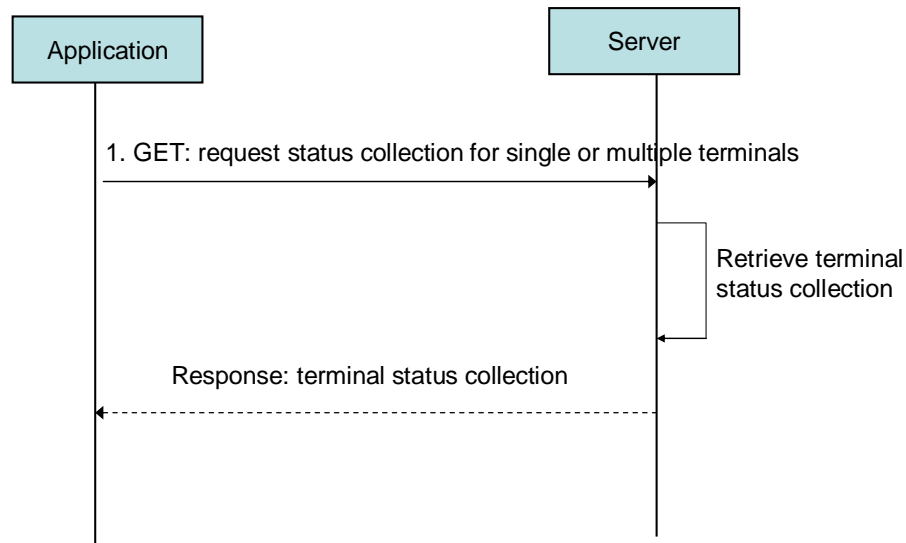 Application
Server
1. GET: request status collection for single or multiple terminals
Retrieve terminal
status collection
Response: terminal status collection